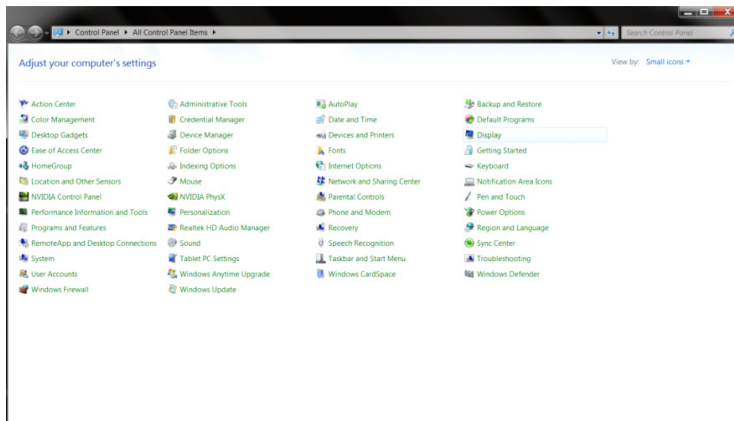 Control Panel All Control Panel Items Search Control Panel
Adjust your computer's settings View by: Small icons
Action Center Administrative Tools AutoPlay Backup and Restore
Color Management Credential Manager Date and Time Default Programs
Desktop Gadgets Device Manager Devices and Printers Display
Ease of Access Center Folder Options Fonts Getting Started
HomeGroup Indexing Options Internet Options Keyboard
Location and Other Sensors Mouse Network and Sharing Center Notification Area Icons
NVIDIA Control Panel NVIDIA PhysX Parental Controls Pen and Touch
Performance Information and Tools Personalization Phone and Modem Power Options
Programs and Features Realtek HD Audio Manager Recovery Region and Language
RemoteApp and Desktop Connections Sound Speech Recognition Sync Center
System Tablet PC Settings Taskbar and Start Menu Troubleshooting
User Accounts Windows Anytime Upgrade Windows CardSpace Windows Defender
Windows Firewall Windows Update